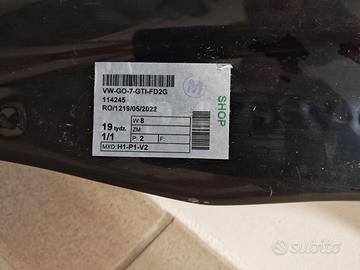 VW-GO-7-GTI-FD2G
114245
RO/1219/05/2022
M
SHOP
19 tydz.
1/1
W: 8
ZM:
P: 2 F:
MXD: H1-P1-V2
subito